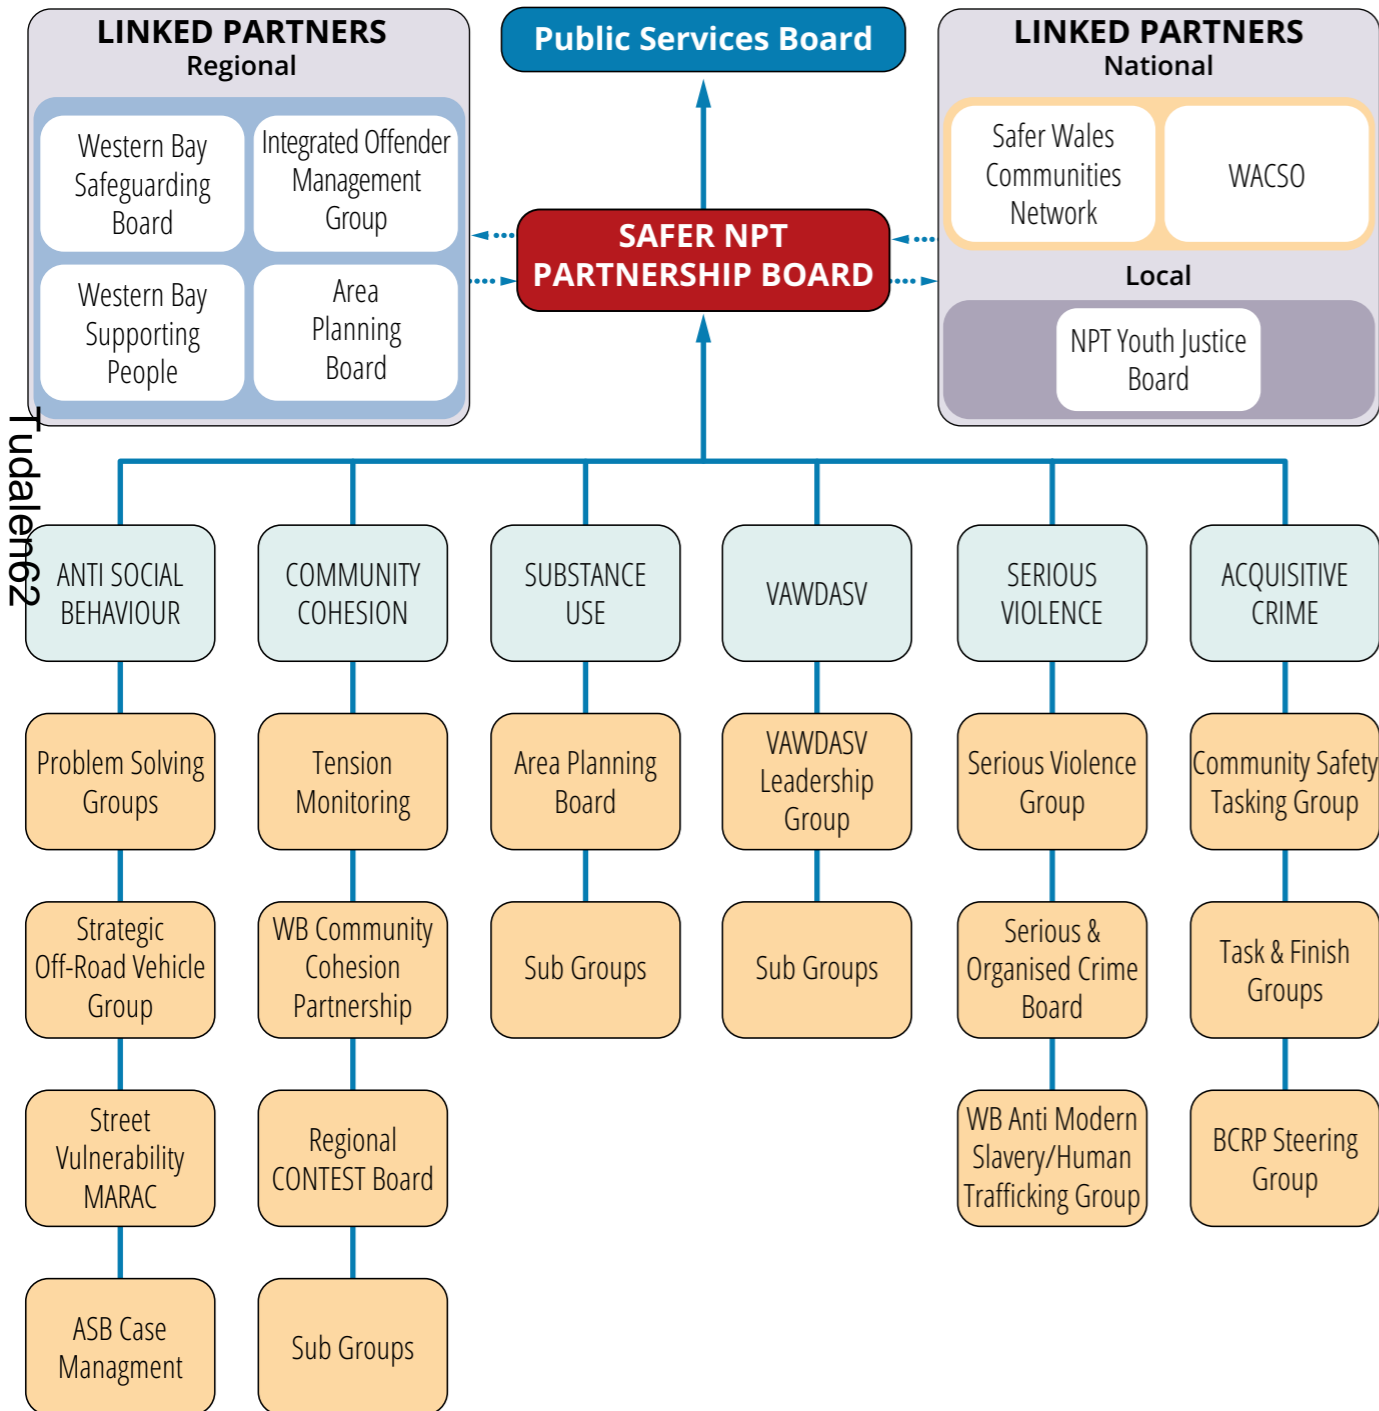 LINKED PARTNERS
Regional
Western Bay
Safeguarding
Board
Integrated Offender
Management
Group
Western Bay
Supporting
People
Area
Planning
Board
Public Services Board
SAFER NPT
PARTNERSHIP BOARD
LINKED PARTNERS
National
Safer Wales
Communities
Network
WACSO
Local
NPT Youth Justice
Board
Tudalen62
ANTI SOCIAL
BEHAVIOUR
COMMUNITY
COHESION
SUBSTANCE
USE
VAWDASV
SERIOUS
VIOLENCE
ACQUISITIVE
CRIME
Problem Solving
Groups
Tension
Monitoring
Area Planning
Board
VAWDASV
Leadership
Group
Serious Violence
Group
Community Safety
Tasking Group
Strategic
Off-Road Vehicle
Group
WB Community
Cohesion
Partnership
Sub Groups
Sub Groups
Serious &
Organised Crime
Board
Task & Finish
Groups
Street
Vulnerability
MARAC
Regional
CONTEST Board
WB Anti Modern
Slavery/Human
Trafficking Group
BCRP Steering
Group
ASB Case
Managment
Sub Groups